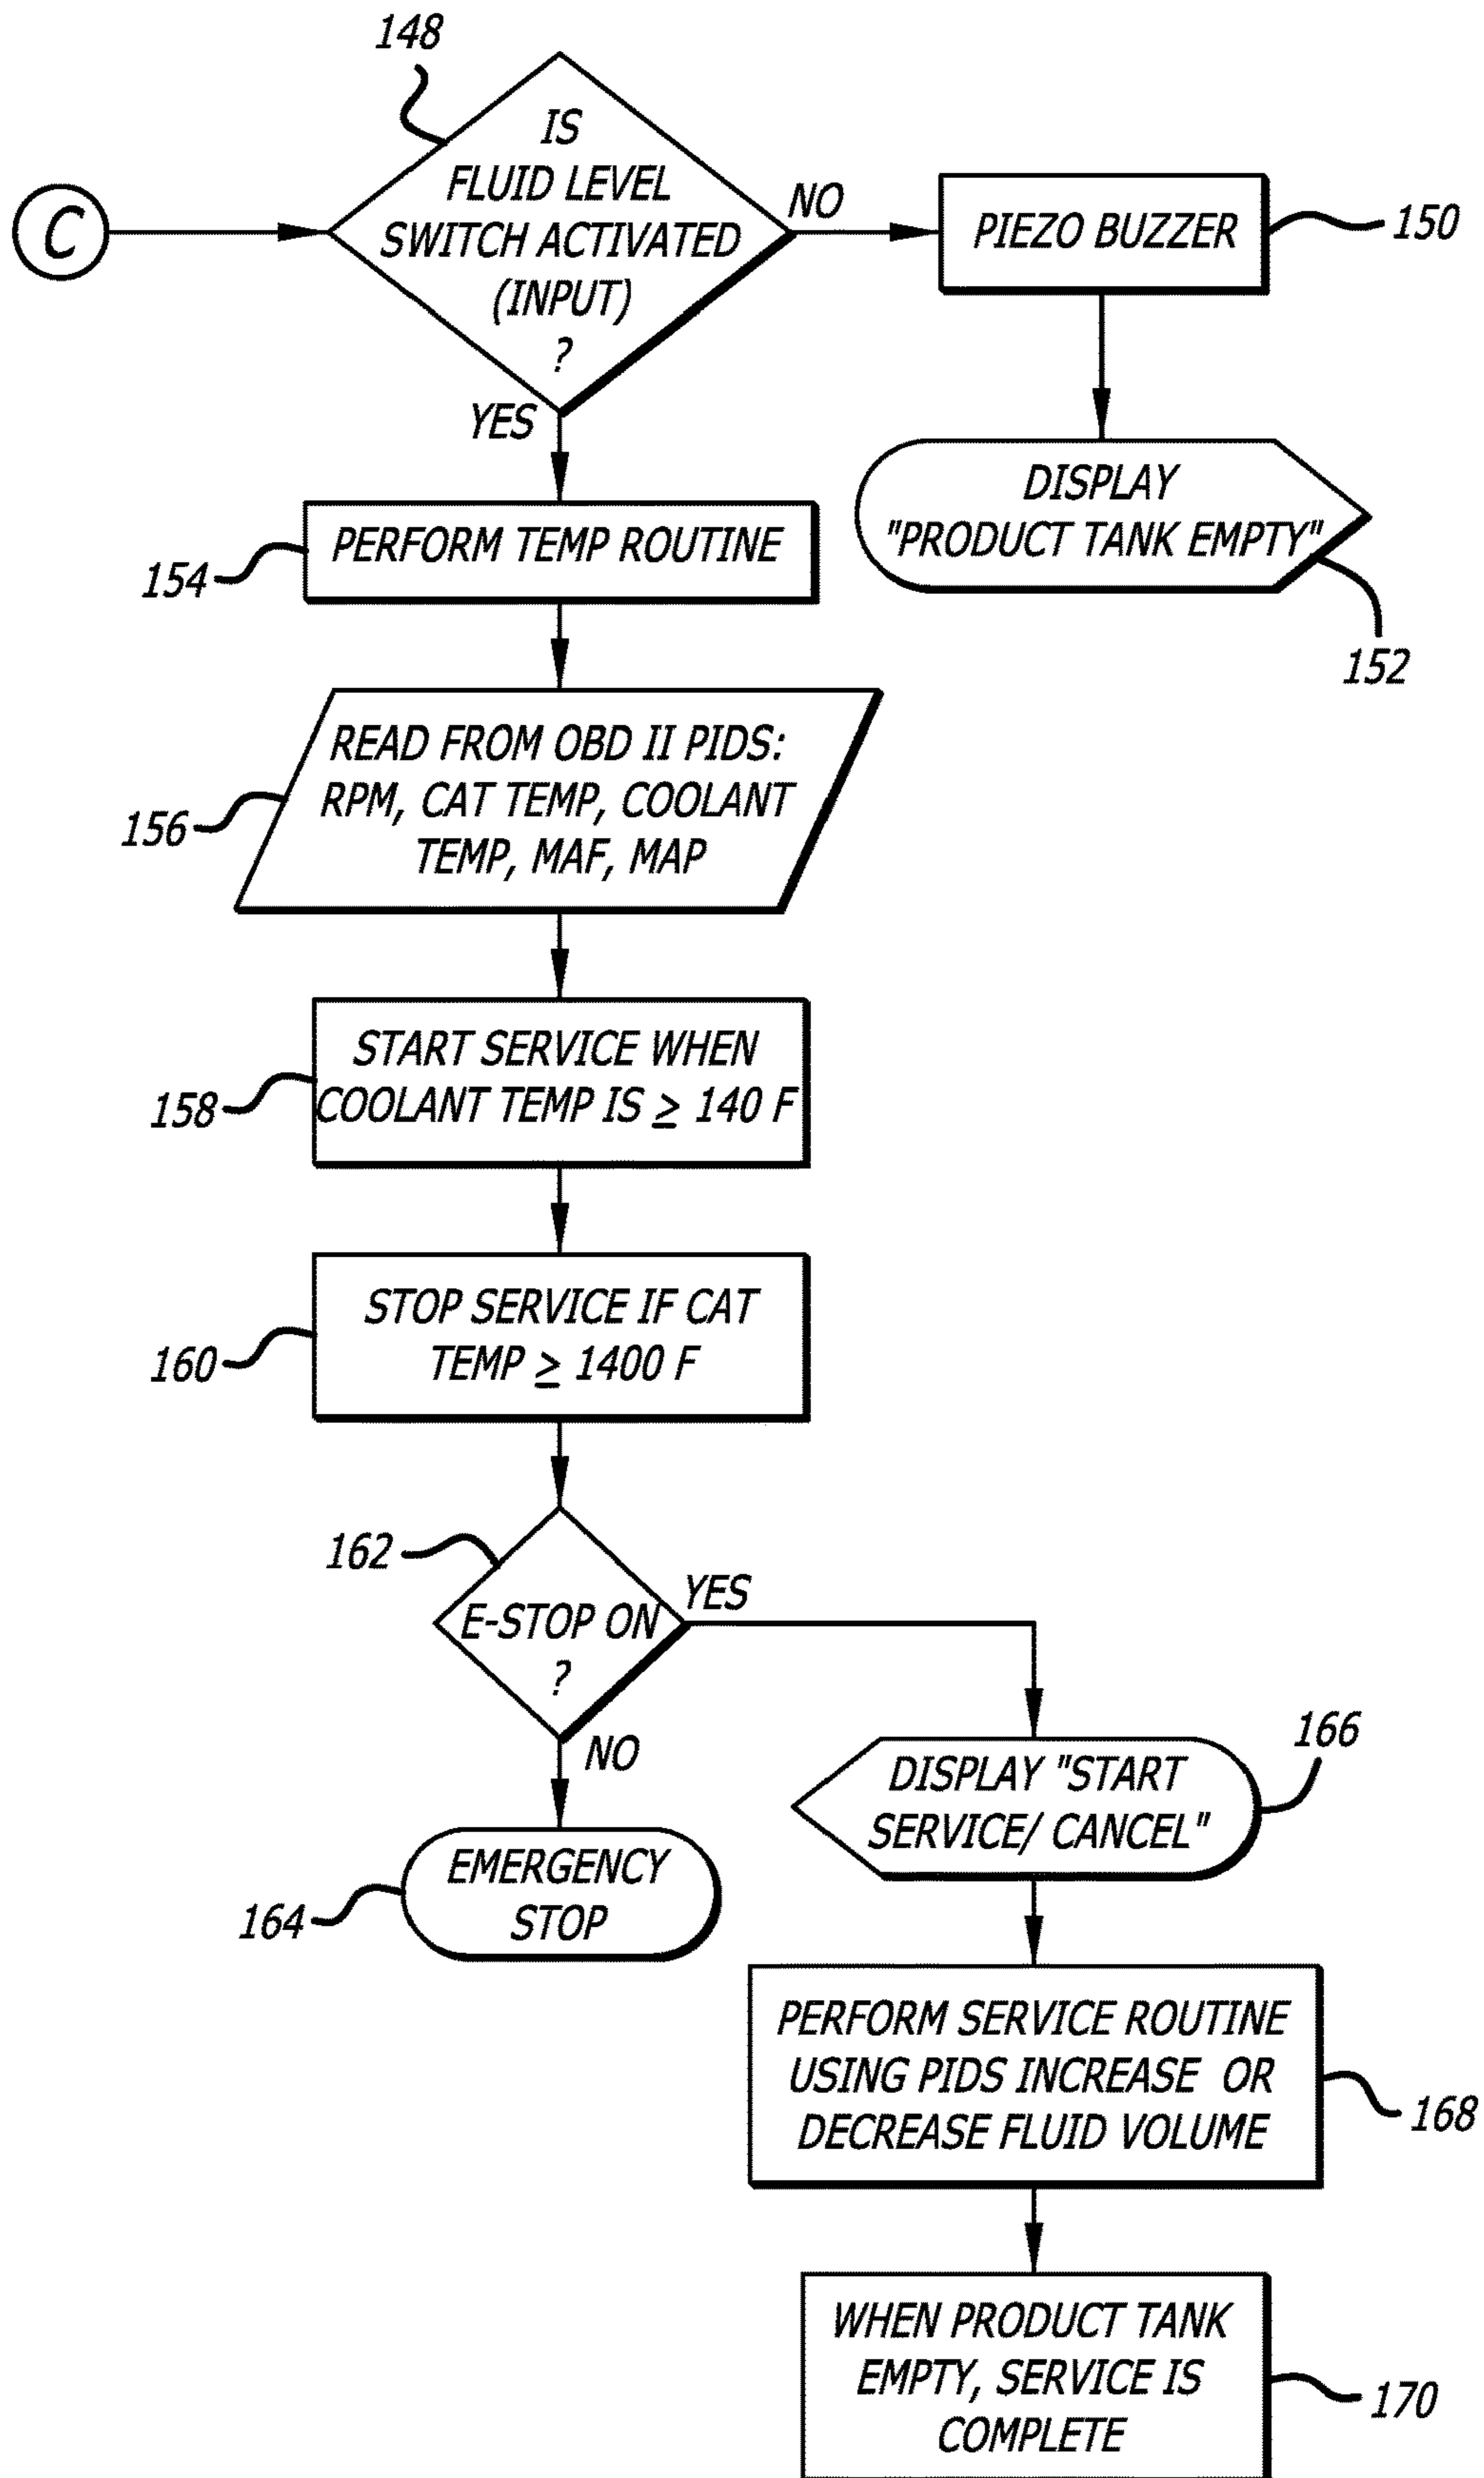 148
IS
FLUID LEVEL
SWITCH ACTIVATED
(INPUT)
?
C
NO
PIEZO BUZZER
150
YES
DISPLAY
"PRODUCT TANK EMPTY"
152
PERFORM TEMP ROUTINE
154
READ FROM OBD II PIDS:
RPM, CAT TEMP, COOLANT
TEMP, MAF, MAP
156
START SERVICE WHEN
COOLANT TEMP IS ≥ 140 F
158
STOP SERVICE IF CAT
TEMP ≥ 1400 F
160
162
E-STOP ON
?
YES
NO
EMERGENCY
STOP
164
DISPLAY "START
SERVICE/ CANCEL"
166
PERFORM SERVICE ROUTINE
USING PIDS INCREASE OR
DECREASE FLUID VOLUME
168
WHEN PRODUCT TANK
EMPTY, SERVICE IS
COMPLETE
170